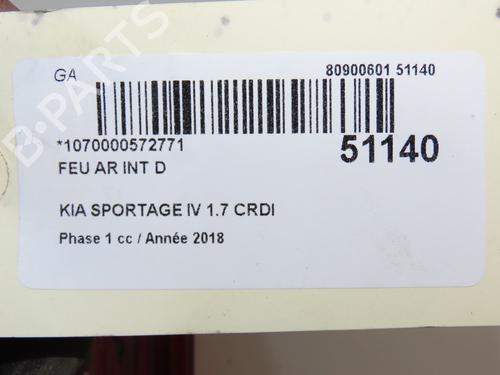 GA
80900601 51140
*1070000572771
51140
FEU AR INT D
KIA SPORTAGE IV 1.7 CRDI
Phase 1 cc / Année 2018
B-PARTS